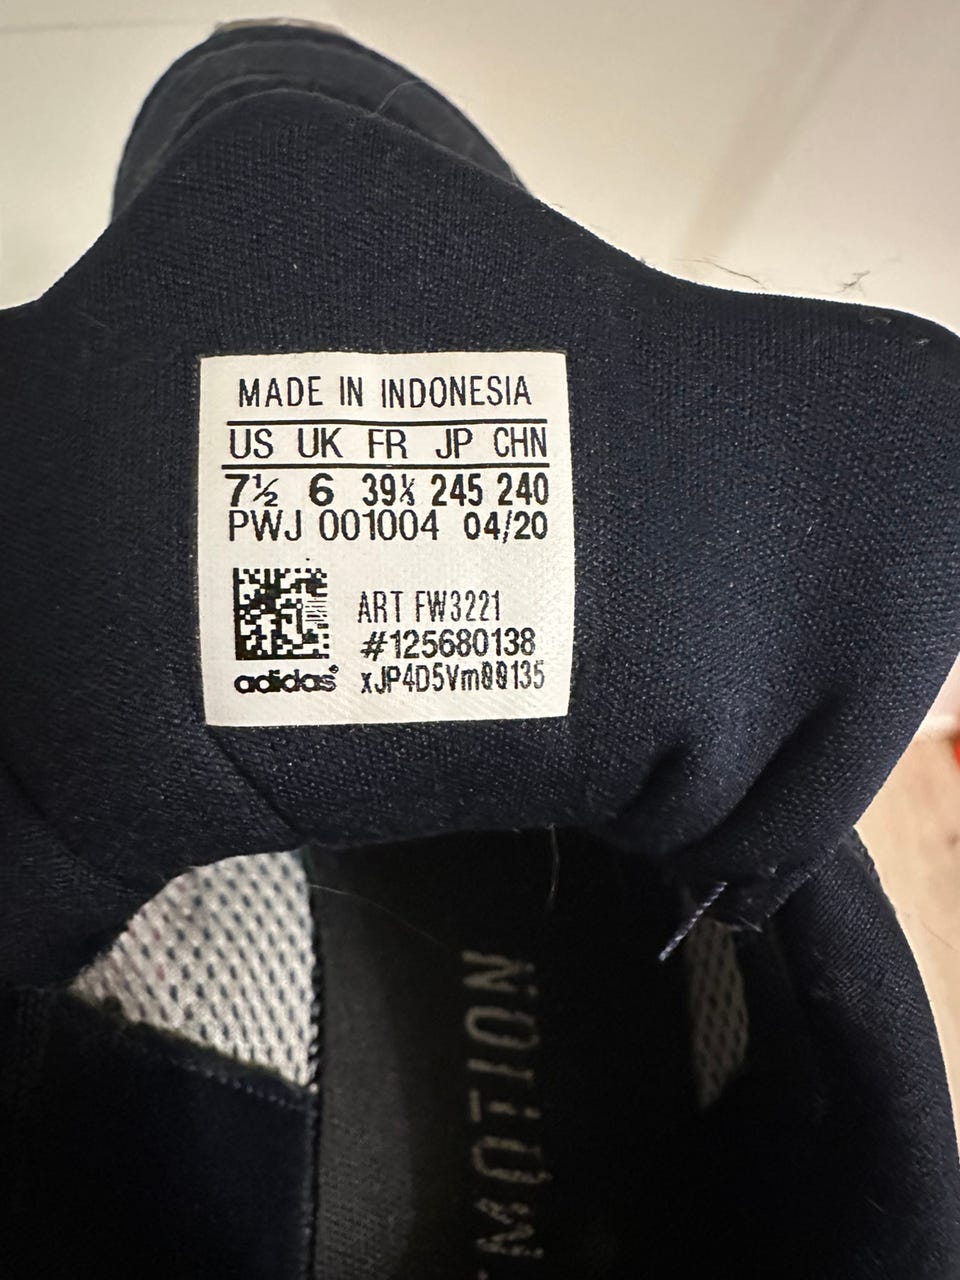 MADE IN INDONESIA
US UK FR JP CHN
7½ 6 39⅓ 245 240
PWJ 001004 04/20
ART FW3221
#125680138
adidas® xJP4D5Vm00135
MOTION